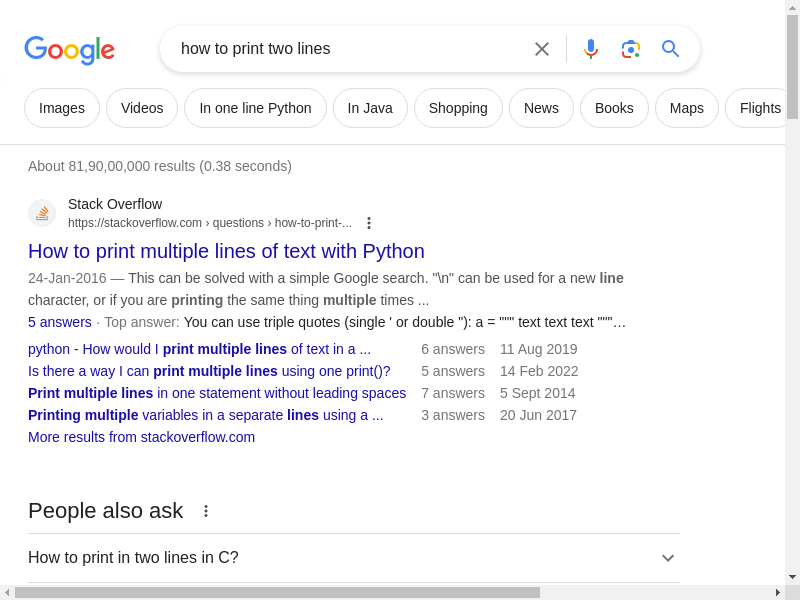 Google
how to print two lines
Images
Videos
In one line Python
In Java
Shopping
News
Books
Maps
Flights
About 81,90,00,000 results (0.38 seconds)
Stack Overflow
https://stackoverflow.com › questions › how-to-print-...
How to print multiple lines of text with Python
24-Jan-2016 — This can be solved with a simple Google search. "\n" can be used for a new line
character, or if you are printing the same thing multiple times ...
5 answers · Top answer: You can use triple quotes (single ' or double "): a = """ text text text """…
python - How would I print multiple lines of text in a ... 6 answers 11 Aug 2019
Is there a way I can print multiple lines using one print()? 5 answers 14 Feb 2022
Print multiple lines in one statement without leading spaces 7 answers 5 Sept 2014
Printing multiple variables in a separate lines using a ... 3 answers 20 Jun 2017
More results from stackoverflow.com
People also ask
How to print in two lines in C?